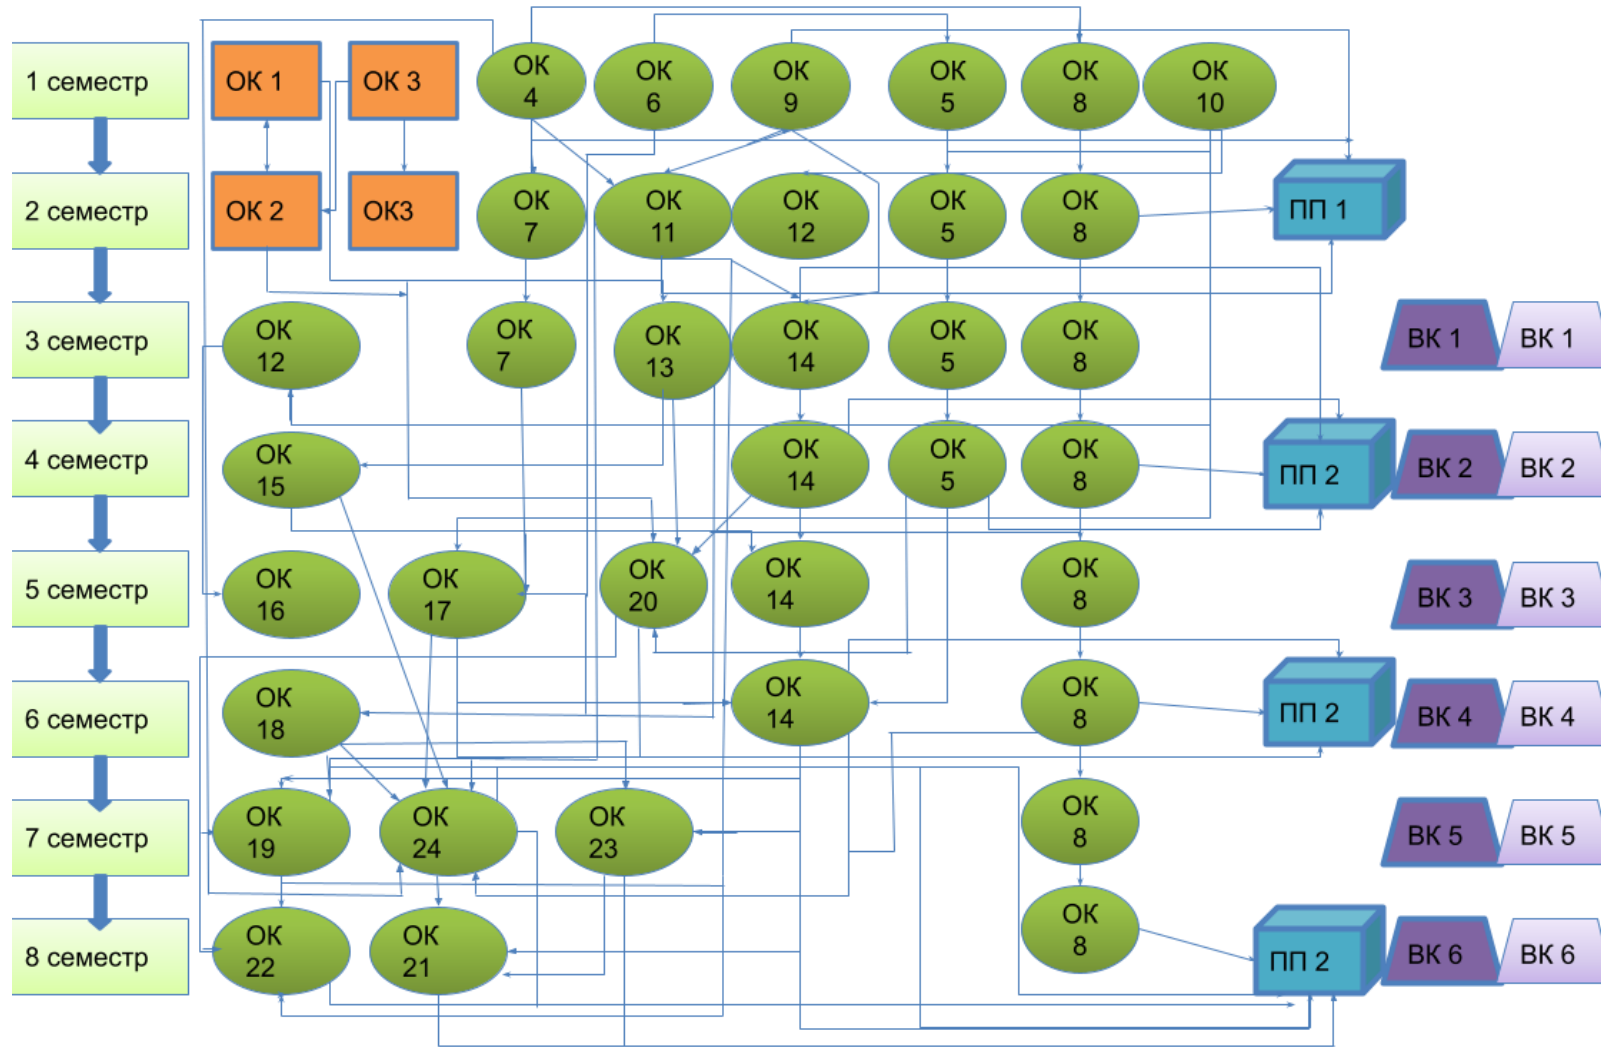 1 семестр
ОК 1
ОК 3
ОК
4
ОК
6
ОК
9
ОК
5
ОК
8
ОК
10
2 семестр
ОК 2
ОК3
ОК
7
ОК
11
ОК
12
ОК
5
ОК
8
ПП 1
3 семестр
ОК
12
ОК
7
ОК
13
ОК
14
ОК
5
ОК
8
ВК 1
ВК 1
4 семестр
ОК
15
ОК
14
ОК
5
ОК
8
ПП 2
ВК 2
ВК 2
5 семестр
ОК
16
ОК
17
ОК
20
ОК
14
ОК
8
ВК 3
ВК 3
6 семестр
ОК
18
ОК
14
ОК
8
ПП 2
ВК 4
ВК 4
7 семестр
ОК
19
ОК
24
ОК
23
ОК
8
ВК 5
ВК 5
8 семестр
ОК
22
ОК
21
ОК
8
ПП 2
ВК 6
ВК 6